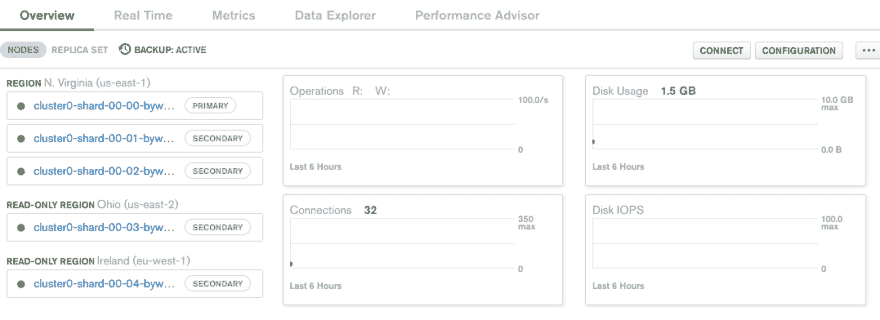 Overview Real Time Metrics Data Explorer Performance Advisor
NODES REPLICA SET BACKUP: ACTIVE CONNECT CONFIGURATION ...
REGION N. Virginia (us-east-1)
cluster0-shard-00-00-byw... PRIMARY
cluster0-shard-00-01-byw... SECONDARY
cluster0-shard-00-02-byw... SECONDARY
READ-ONLY REGION Ohio (us-east-2)
cluster0-shard-00-03-byw... SECONDARY
READ-ONLY REGION Ireland (eu-west-1)
cluster0-shard-00-04-byw... SECONDARY
Operations R: W:
100.0/s
0
Last 6 Hours
Disk Usage 1.5 GB
10.0 GB
max
0.0 B
Last 6 Hours
Connections 32
350
max
0
Last 6 Hours
Disk IOPS
100.0
max
0
Last 6 Hours